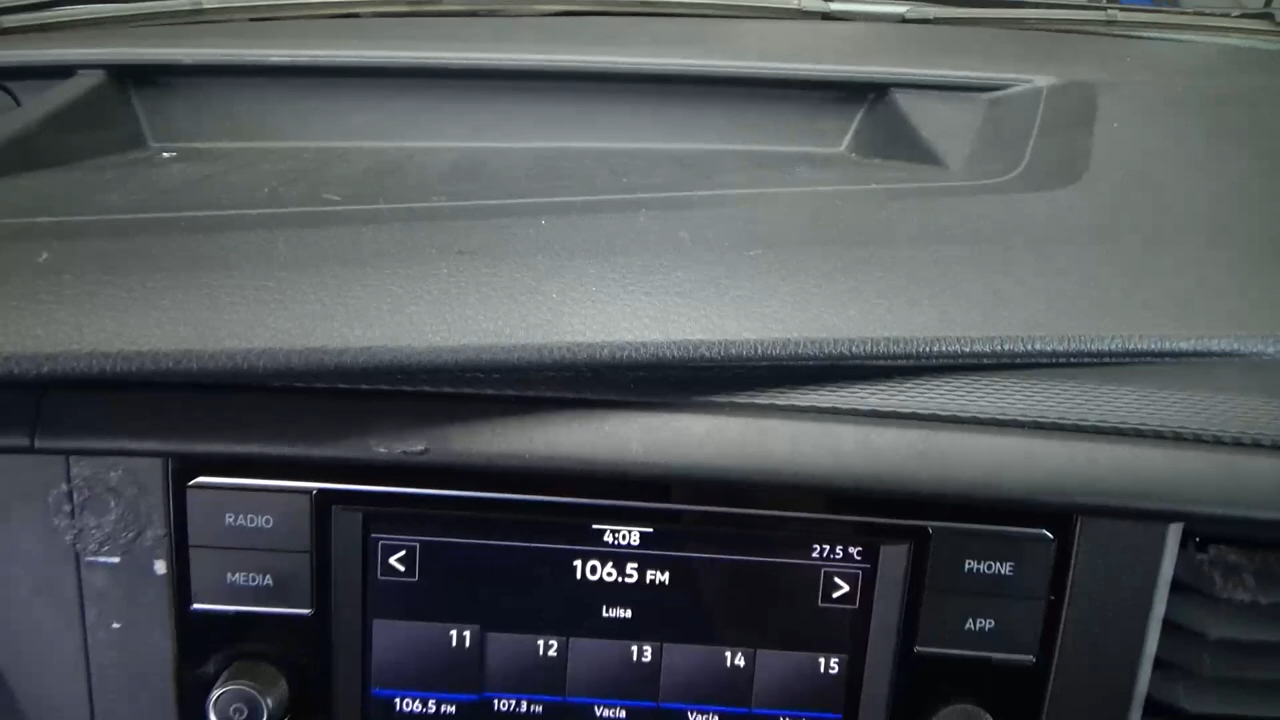 RADIO
MEDIA
4:08
27.5 °C
<
106.5 FM
>
Luisa
11
12
13
14
15
106.5 FM
107.3 FM
Vacía
Vacía
PHONE
APP